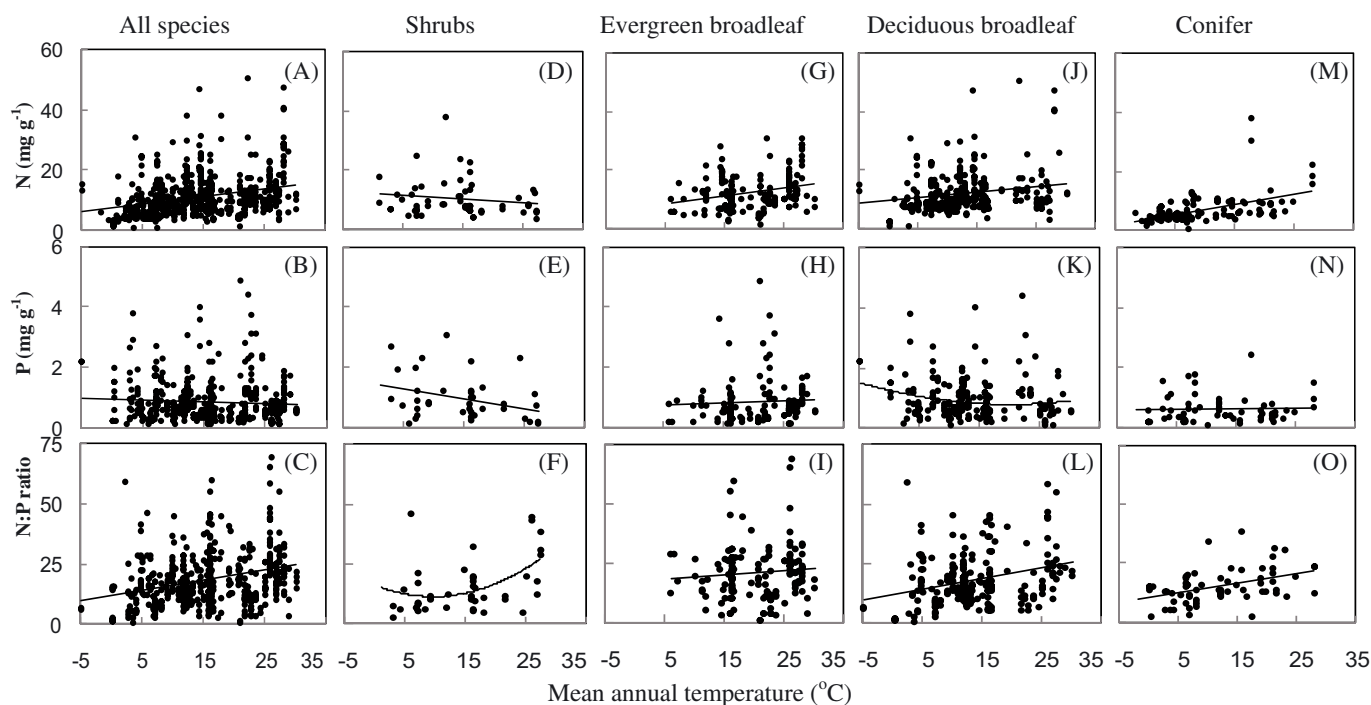 All species Shrubs Evergreen broadleaf Deciduous broadleaf Conifer
60 (A) (D) (G) (J) (M)
40
N (mg g-1)
20
0
6 (B) (E) (H) (K) (N)
4
P (mg g-1)
2
0
75 (C) (F) (I) (L) (O)
50
N:P ratio
25
0
-5 5 15 25 35 -5 5 15 25 35 -5 5 15 25 35 -5 5 15 25 35 -5 5 15 25 35
Mean annual temperature (oC)